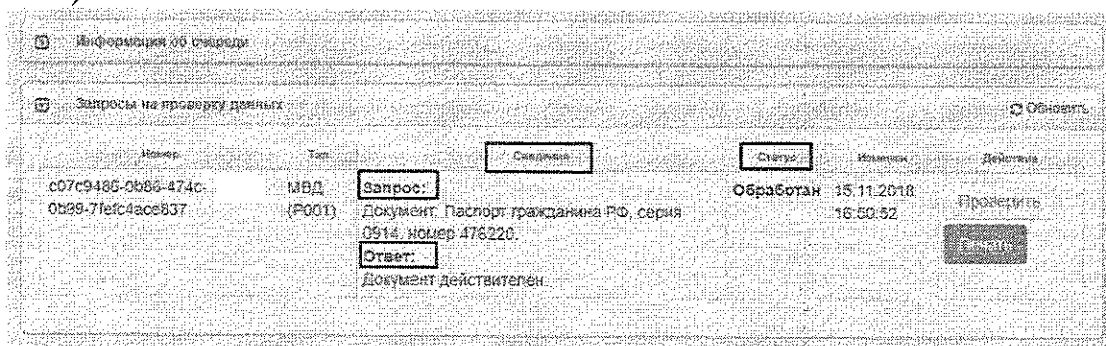 Информация об очереди
Запросы на проверку данных
Обновить
Номер Тип Сведения Статус Изменен Действия
c07c9486-0b86-474c- МВД Запрос: Обработан 15.11.2018 Проверить
0b99-7fefc4ace837 (P001) Документ: Паспорт гражданина РФ, серия 16:50:52
0914, номер 476220. Печать
Ответ:
Документ действителен.